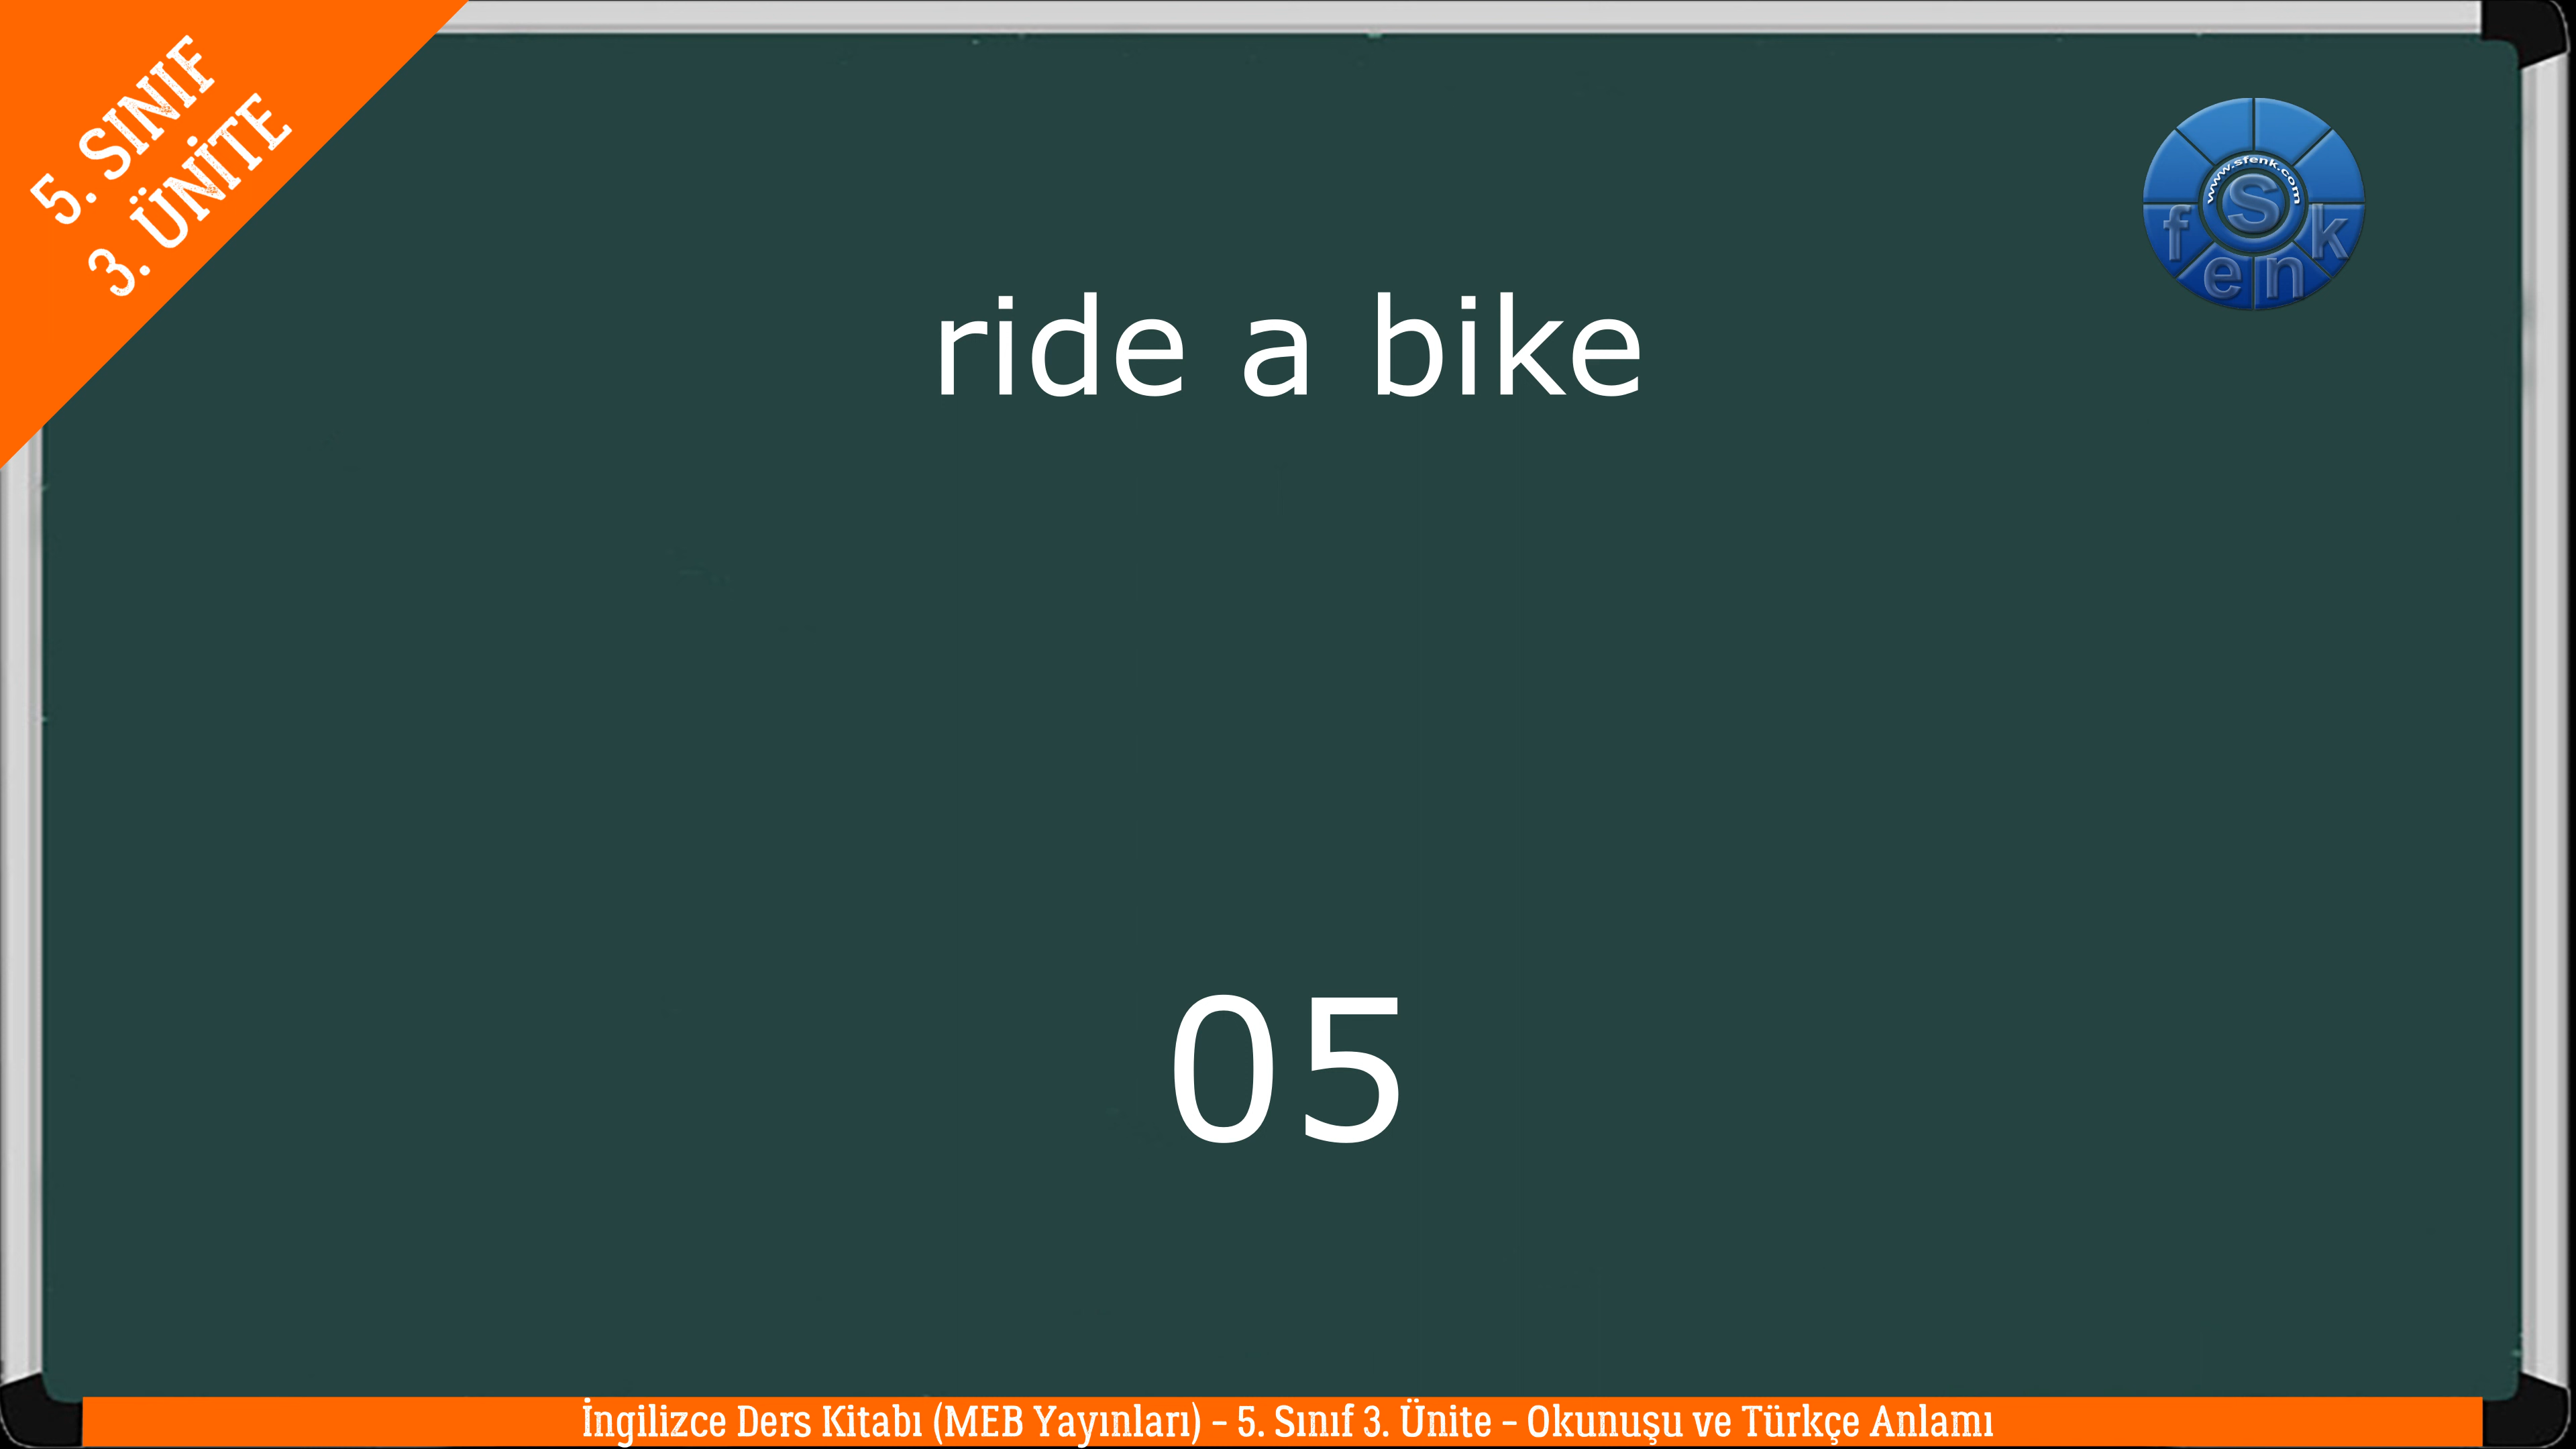 5. SINIF
3. ÜNİTE
www.sfenk.com
S
f e n k
ride a bike
05
İngilizce Ders Kitabı (MEB Yayınları) – 5. Sınıf 3. Ünite – Okunuşu ve Türkçe Anlamı